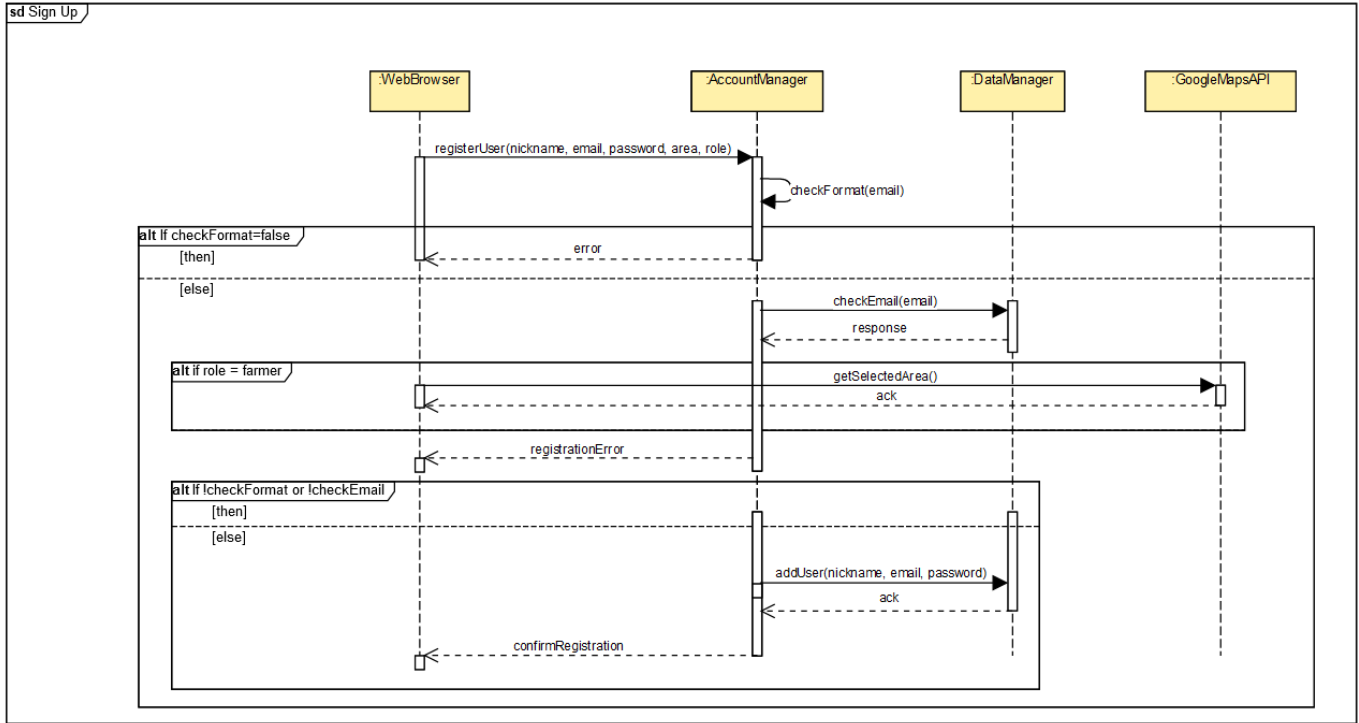 sd Sign Up
:WebBrowser
:AccountManager
:DataManager
:GoogleMapsAPI
registerUser(nickname, email, password, area, role)
checkFormat(email)
alt If checkFormat=false
[then]
error
[else]
checkEmail(email)
response
alt if role = farmer
getSelectedArea()
ack
registrationError
alt If !checkFormat or !checkEmail
[then]
[else]
addUser(nickname, email, password)
ack
confirmRegistration